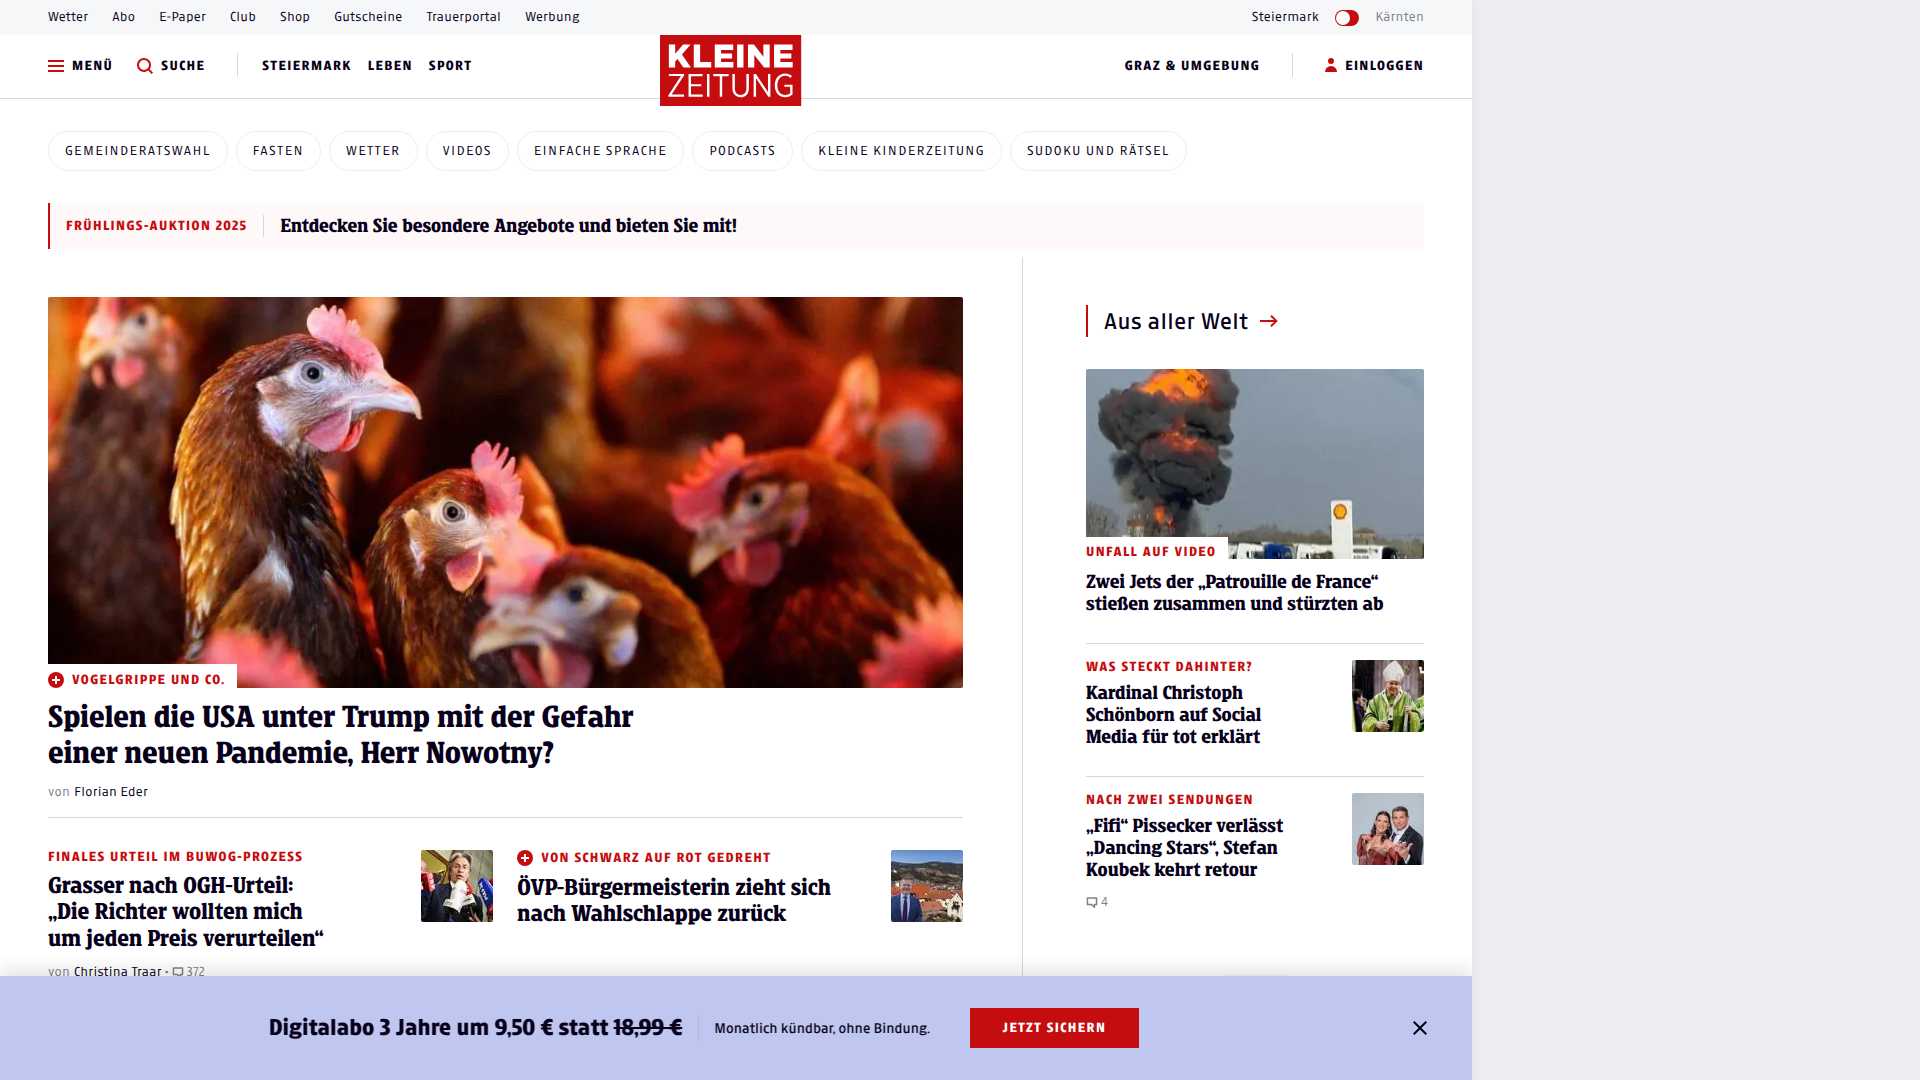 Wetter Abo E-Paper Club Shop Gutscheine Trauerportal Werbung Steiermark Kärnten
MENÜ SUCHE STEIERMARK LEBEN SPORT KLEINE ZEITUNG GRAZ & UMGEBUNG EINLOGGEN
GEMEINDERATSWAHL FASTEN WETTER VIDEOS EINFACHE SPRACHE PODCASTS KLEINE KINDERZEITUNG SUDOKU UND RÄTSEL
FRÜHLINGS-AUKTION 2025 Entdecken Sie besondere Angebote und bieten Sie mit!
VOGELGRIPPE UND CO.
Spielen die USA unter Trump mit der Gefahr
einer neuen Pandemie, Herr Nowotny?
von Florian Eder
FINALES URTEIL IM BUWOG-PROZESS
Grasser nach OGH-Urteil:
„Die Richter wollten mich
um jeden Preis verurteilen“
von Christina Traar • 372
VON SCHWARZ AUF ROT GEDREHT
ÖVP-Bürgermeisterin zieht sich
nach Wahlschlappe zurück
Aus aller Welt →
UNFALL AUF VIDEO
Zwei Jets der „Patrouille de France“
stießen zusammen und stürzten ab
WAS STECKT DAHINTER?
Kardinal Christoph
Schönborn auf Social
Media für tot erklärt
NACH ZWEI SENDUNGEN
„Fifi“ Pissecker verlässt
„Dancing Stars“, Stefan
Koubek kehrt retour
4
Digitalabo 3 Jahre um 9,50 € statt 18,99 € Monatlich kündbar, ohne Bindung. JETZT SICHERN